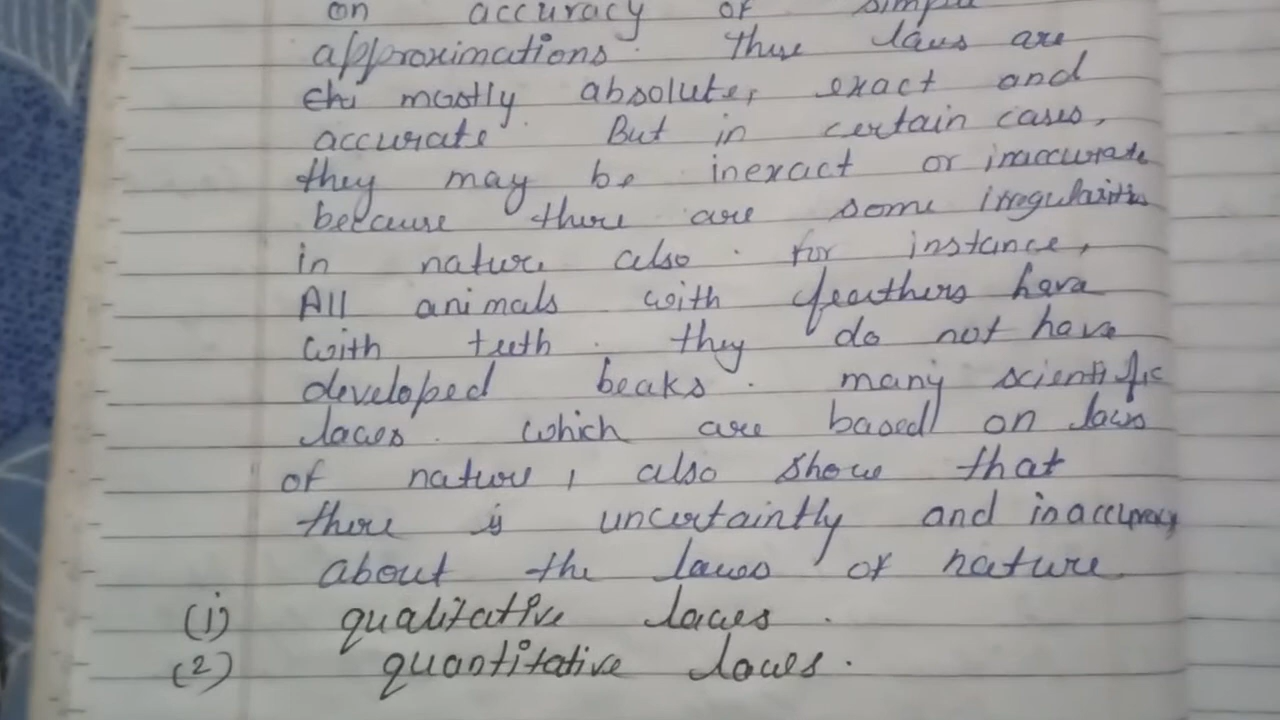 on accuracy of simple
approximations. These laws are
mostly absolute, exact and
accurate. But in certain cases,
they may be inexact or inaccurate
because there are some irregularities
in nature also. for instance,
All animals with feathers have
with teeth. they do not have
developed beaks. many scientific
laws. which are based on laws
of nature, also show that
there is uncertaintly and inaccuracy
about the laws of nature.
(1) qualitative laws.
(2) quantitative laws.